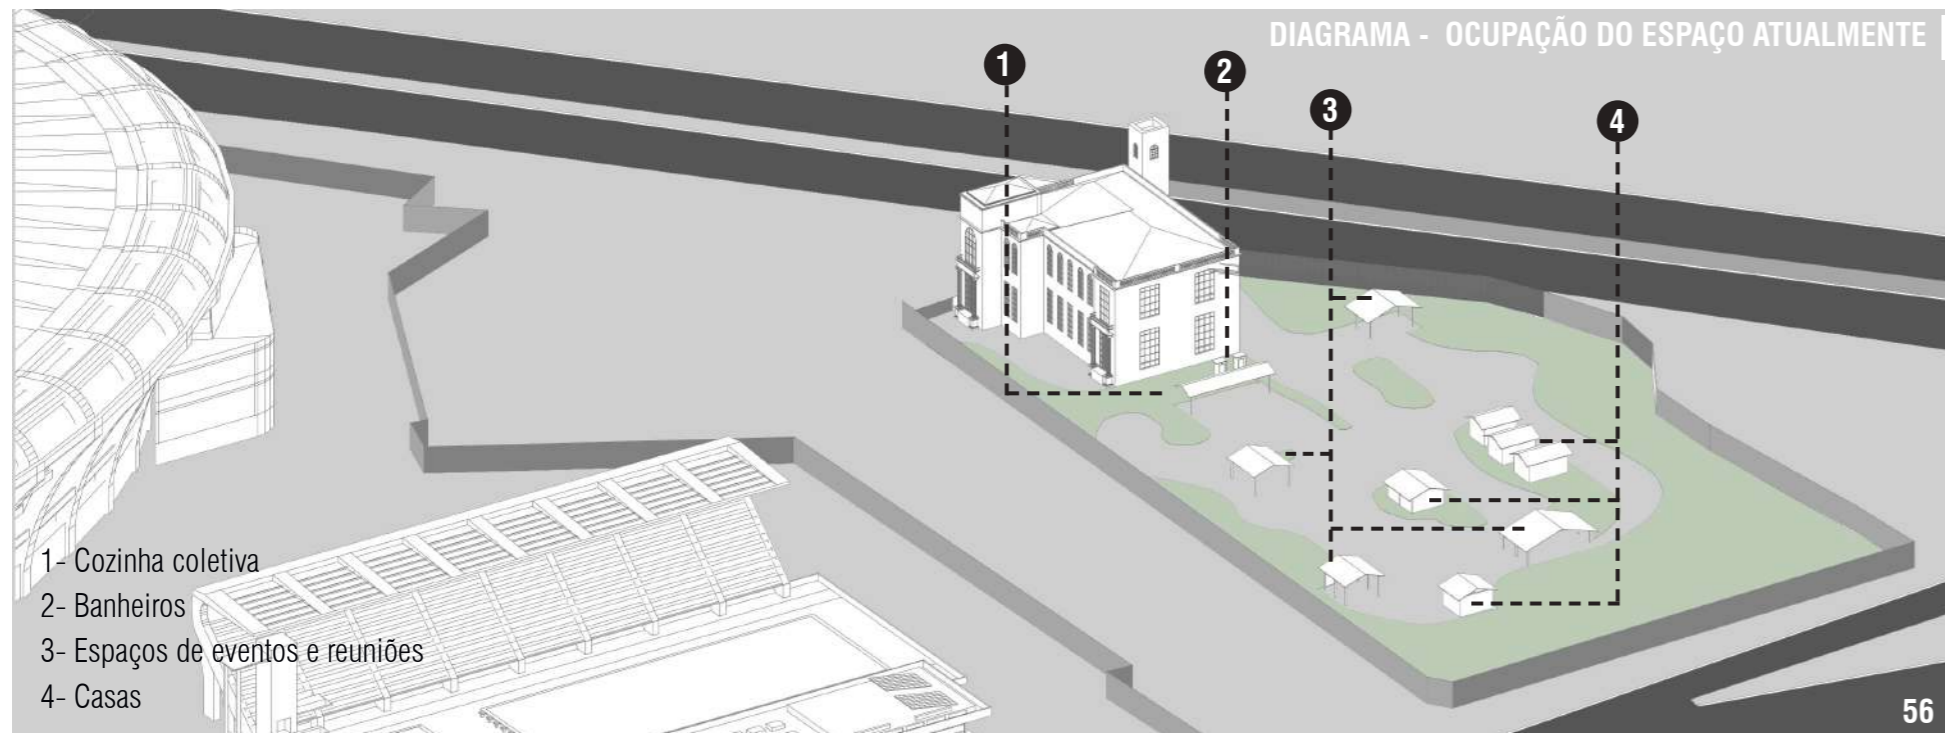 DIAGRAMA - OCUPAÇÃO DO ESPAÇO ATUALMENTE
1
2
3
4
1- Cozinha coletiva
2- Banheiros
3- Espaços de eventos e reuniões
4- Casas
56